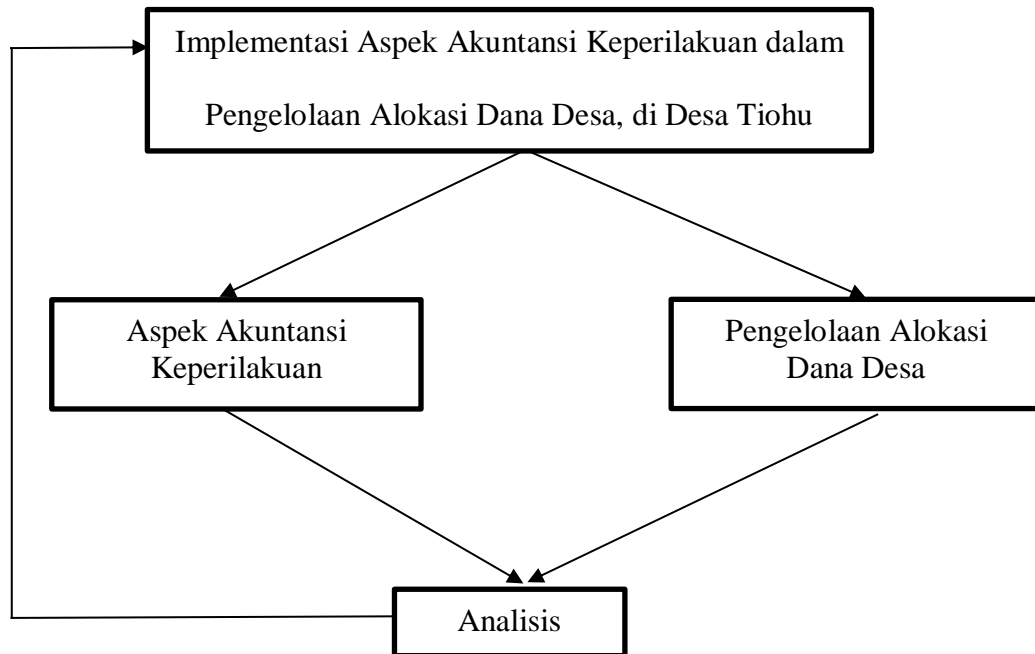 Implementasi Aspek Akuntansi Keperilakuan dalam
Pengelolaan Alokasi Dana Desa, di Desa Tiohu
Aspek Akuntansi
Keperilakuan
Pengelolaan Alokasi
Dana Desa
Analisis